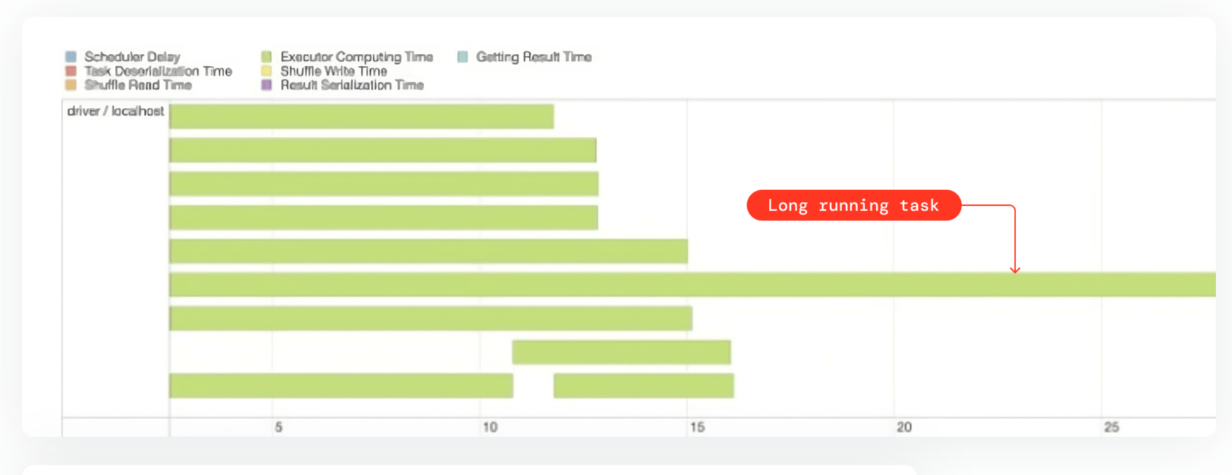 Scheduler Delay
Executor Computing Time
Getting Result Time
Task Deserialization Time
Shuffle Write Time
Shuffle Read Time
Result Serialization Time
driver / localhost
Long running task
5
10
15
20
25